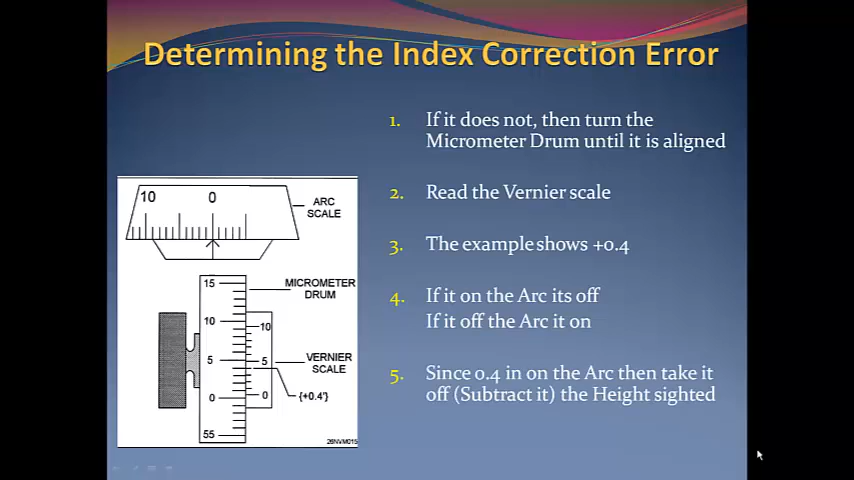 Determining the Index Correction Error
1. If it does not, then turn the
Micrometer Drum until it is aligned
2. Read the Vernier scale
3. The example shows +0.4
4. If it on the Arc its off
If it off the Arc it on
5. Since 0.4 in on the Arc then take it
off (Subtract it) the Height sighted
10 0
ARC
SCALE
15
MICROMETER
DRUM
10
10
5
5
VERNIER
SCALE
0
0
{+0.4'}
55
26NVM015